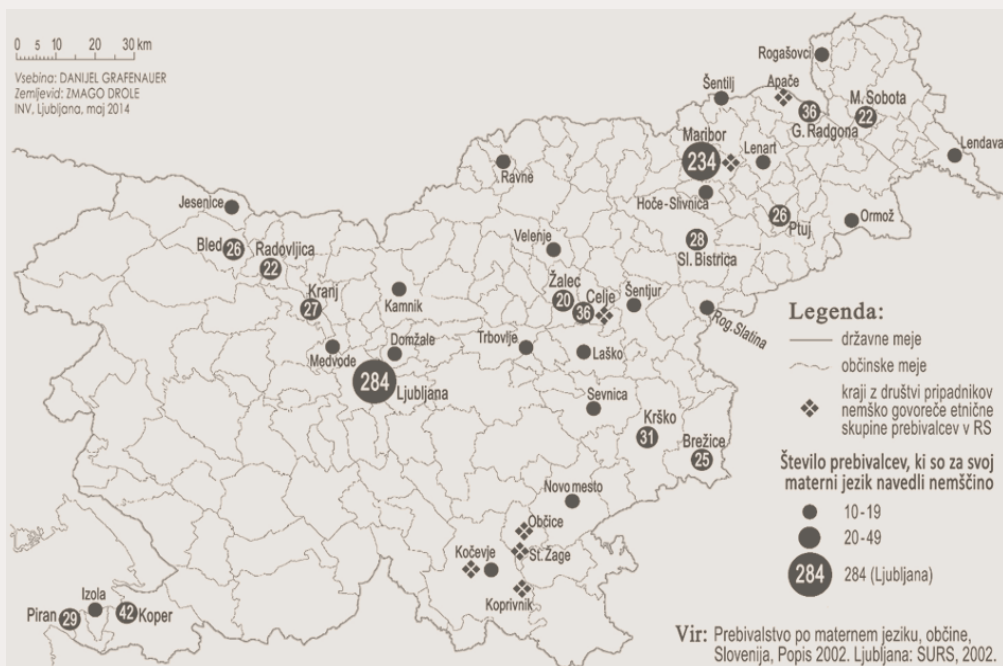 0 5 10 20 30 km
Vsebina: DANIJEL GRAFENAUER
Zemljevid: ZMAGO DROLE
INV, Ljubljana, maj 2014
Rogašovci
Apače
Šentilj
36
G. Radgona
M. Sobota
22
Maribor
234
Lenart
Lendava
Ravne
Hoče-Slivnica
Jesenice
26
Ptuj
Ormož
Bled
26
Radovljica
22
Velenje
28
Sl. Bistrica
Kranj
27
Kamnik
Žalec
20
Celje
36
Šentjur
Rog. Slatina
Medvode
Domžale
Trbovlje
Laško
284
Ljubljana
Sevnica
Krško
31
Brežice
25
Novo mesto
Občice
St. Žage
Kočevje
Koprivnik
Izola
Piran
29
42
Koper
Legenda:
državne meje
občinske meje
kraji z društvi pripadnikov
nemško govoreče etnične
skupine prebivalcev v RS
Število prebivalcev, ki so za svoj
materni jezik navedli nemščino
10-19
20-49
284
284 (Ljubljana)
Vir: Prebivalstvo po maternem jeziku, občine,
Slovenija, Popis 2002. Ljubljana: SURS, 2002.